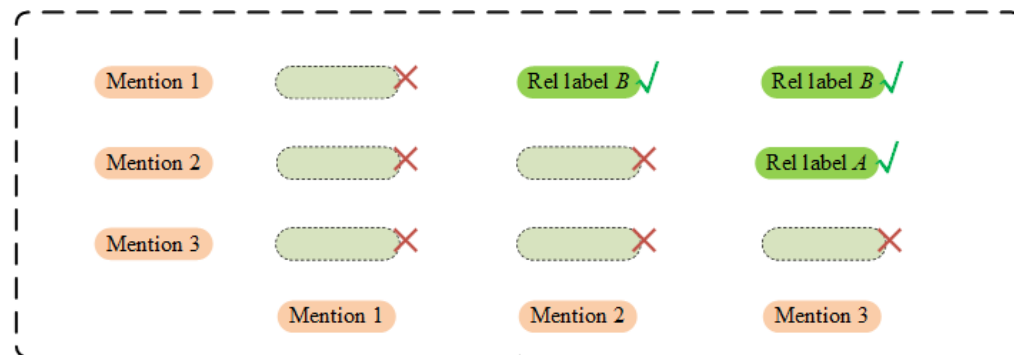 Mention 1 Rel label B Rel label B
Mention 2 Rel label A
Mention 3
Mention 1 Mention 2 Mention 3